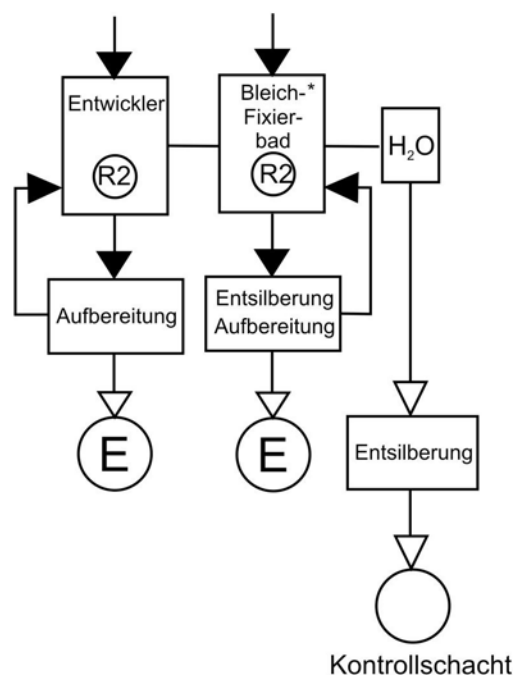 Entwickler
R2
Bleich-*
Fixier-
bad
R2
H₂O
Aufbereitung
Entsilberung
Aufbereitung
E
E
Entsilberung
Kontrollschacht